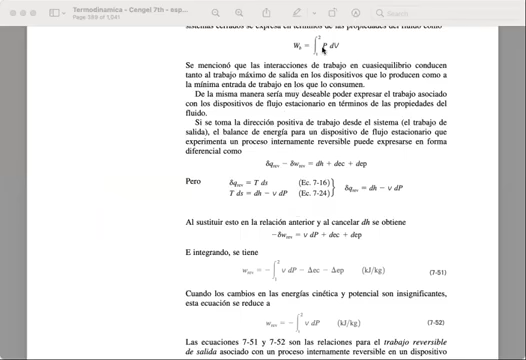 Termodinamica - Cengel 7th - esp...
Page 389 of 1,041
Search
sistemas cerrados se expresa en términos de las propiedades del fluido como
W_b = ∫_1^2 P dV
Se mencionó que las interacciones de trabajo en cuasiequilibrio conducen
tanto al trabajo máximo de salida en los dispositivos que lo producen como a
la mínima entrada de trabajo en los que lo consumen.
De la misma manera sería muy deseable poder expresar el trabajo asociado
con los dispositivos de flujo estacionario en términos de las propiedades del
fluido.
Si se toma la dirección positiva de trabajo desde el sistema (el trabajo de
salida), el balance de energía para un dispositivo de flujo estacionario que
experimenta un proceso internamente reversible puede expresarse en forma
diferencial como
δq_rev − δw_rev = dh + dec + dep
Pero δq_rev = T ds (Ec. 7-16)
T ds = dh − v dP (Ec. 7-24) } δq_rev = dh − v dP
Al sustituir esto en la relación anterior y al cancelar dh se obtiene
−δw_rev = v dP + dec + dep
E integrando, se tiene
w_rev = −∫_1^2 v dP − Δec − Δep (kJ/kg) (7-51)
Cuando los cambios en las energías cinética y potencial son insignificantes,
esta ecuación se reduce a
w_rev = −∫_1^2 v dP (kJ/kg) (7-52)
Las ecuaciones 7-51 y 7-52 son las relaciones para el trabajo reversible
de salida asociado con un proceso internamente reversible en un dispositivo